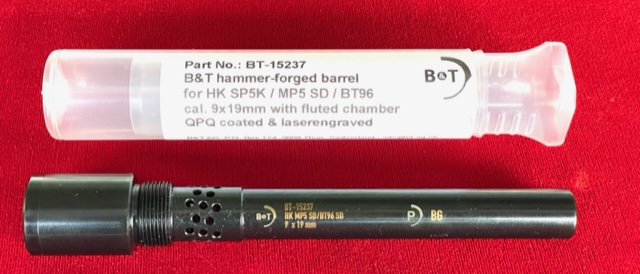 Part No.: BT-15237
B&T hammer-forged barrel
for HK SP5K / MP5 SD / BT96
cal. 9x19mm with fluted chamber
QPQ coated & laserengraved
B&T
BT-15237
B&T HK MP5 SD/BT96 SD
9 x 19 mm
P BG